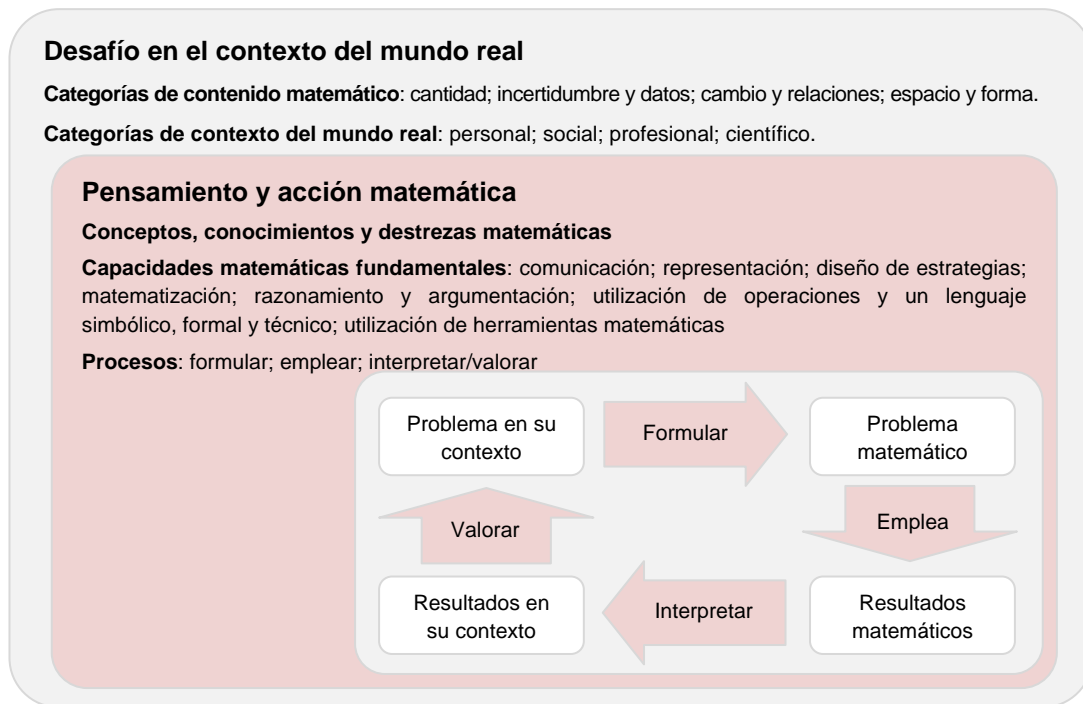 Desafío en el contexto del mundo real
Categorías de contenido matemático: cantidad; incertidumbre y datos; cambio y relaciones; espacio y forma.
Categorías de contexto del mundo real: personal; social; profesional; científico.
Pensamiento y acción matemática
Conceptos, conocimientos y destrezas matemáticas
Capacidades matemáticas fundamentales: comunicación; representación; diseño de estrategias;
matematización; razonamiento y argumentación; utilización de operaciones y un lenguaje
simbólico, formal y técnico; utilización de herramientas matemáticas
Procesos: formular; emplear; interpretar/valorar
Problema en su
contexto
Formular
Problema
matemático
Valorar
Emplea
Resultados en
su contexto
Interpretar
Resultados
matemáticos